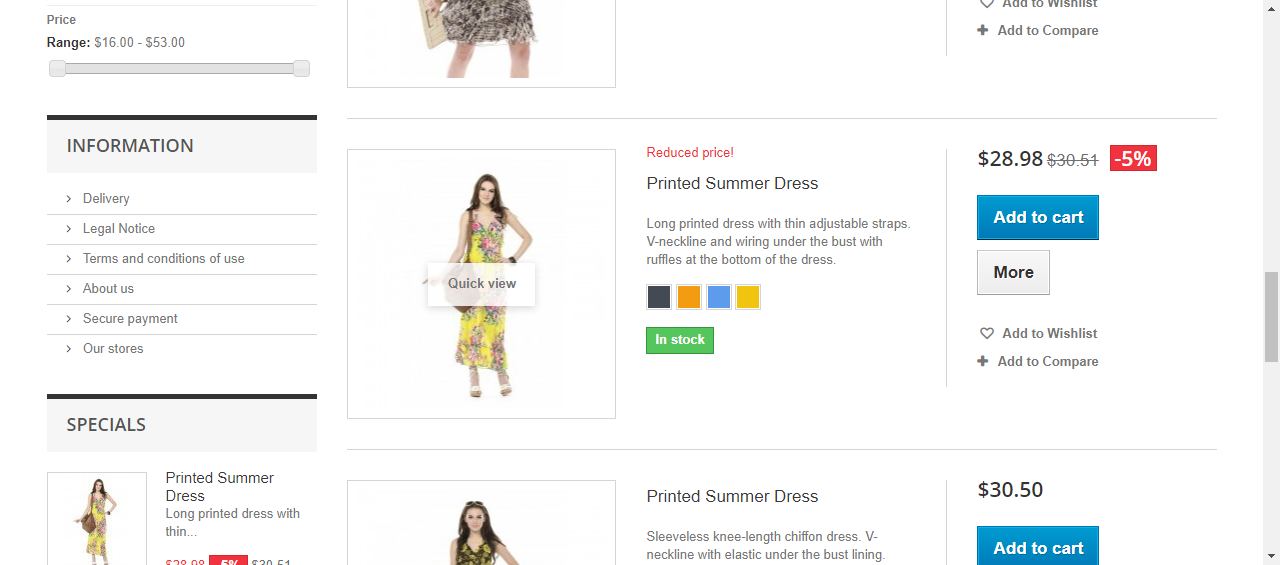 Price
Range: $16.00 - $53.00
INFORMATION
Delivery
Legal Notice
Terms and conditions of use
About us
Secure payment
Our stores
SPECIALS
Printed Summer
Dress
Long printed dress with
thin...
$28.98 -5% $30.51
Add to Wishlist
Add to Compare
Quick view
Reduced price!
Printed Summer Dress
Long printed dress with thin adjustable straps.
V-neckline and wiring under the bust with
ruffles at the bottom of the dress.
In stock
$28.98 $30.51 -5%
Add to cart
More
Add to Wishlist
Add to Compare
Printed Summer Dress
Sleeveless knee-length chiffon dress. V-
neckline with elastic under the bust lining.
$30.50
Add to cart